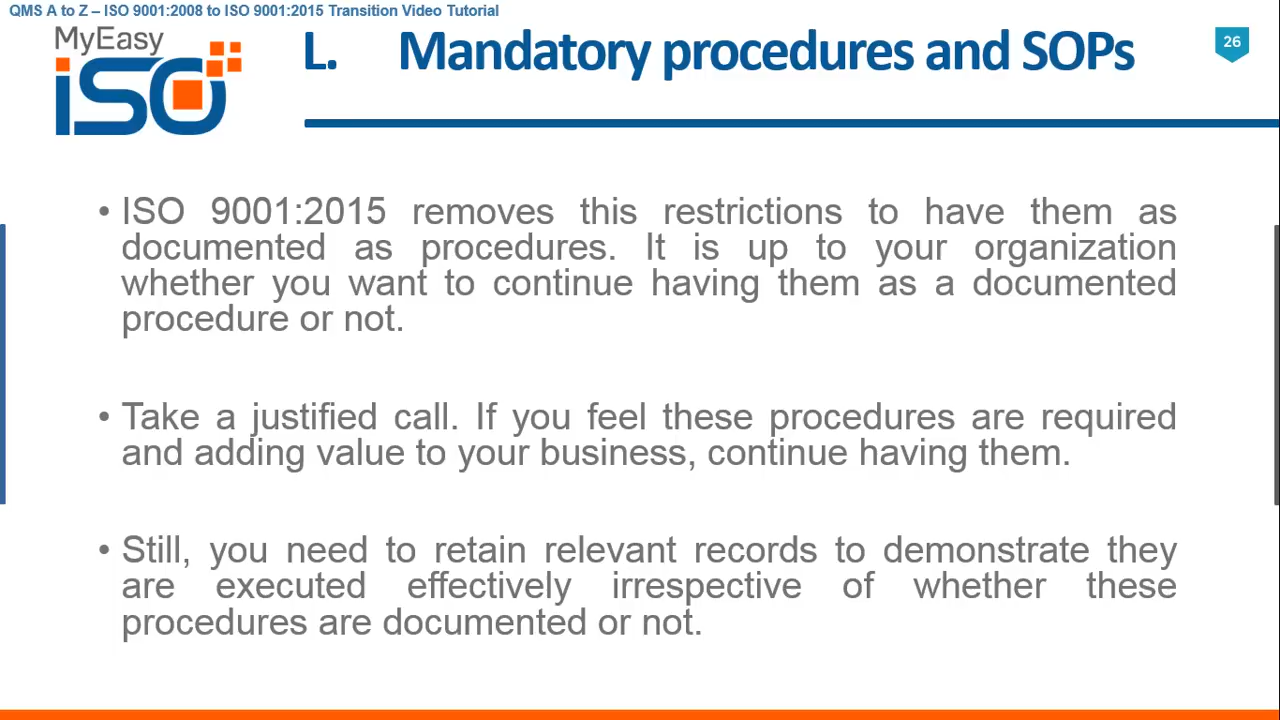 QMS A to Z – ISO 9001:2008 to ISO 9001:2015 Transition Video Tutorial
MyEasy
iso
L. Mandatory procedures and SOPs
26
• ISO 9001:2015 removes this restrictions to have them as
documented as procedures. It is up to your organization
whether you want to continue having them as a documented
procedure or not.
• Take a justified call. If you feel these procedures are required
and adding value to your business, continue having them.
• Still, you need to retain relevant records to demonstrate they
are executed effectively irrespective of whether these
procedures are documented or not.